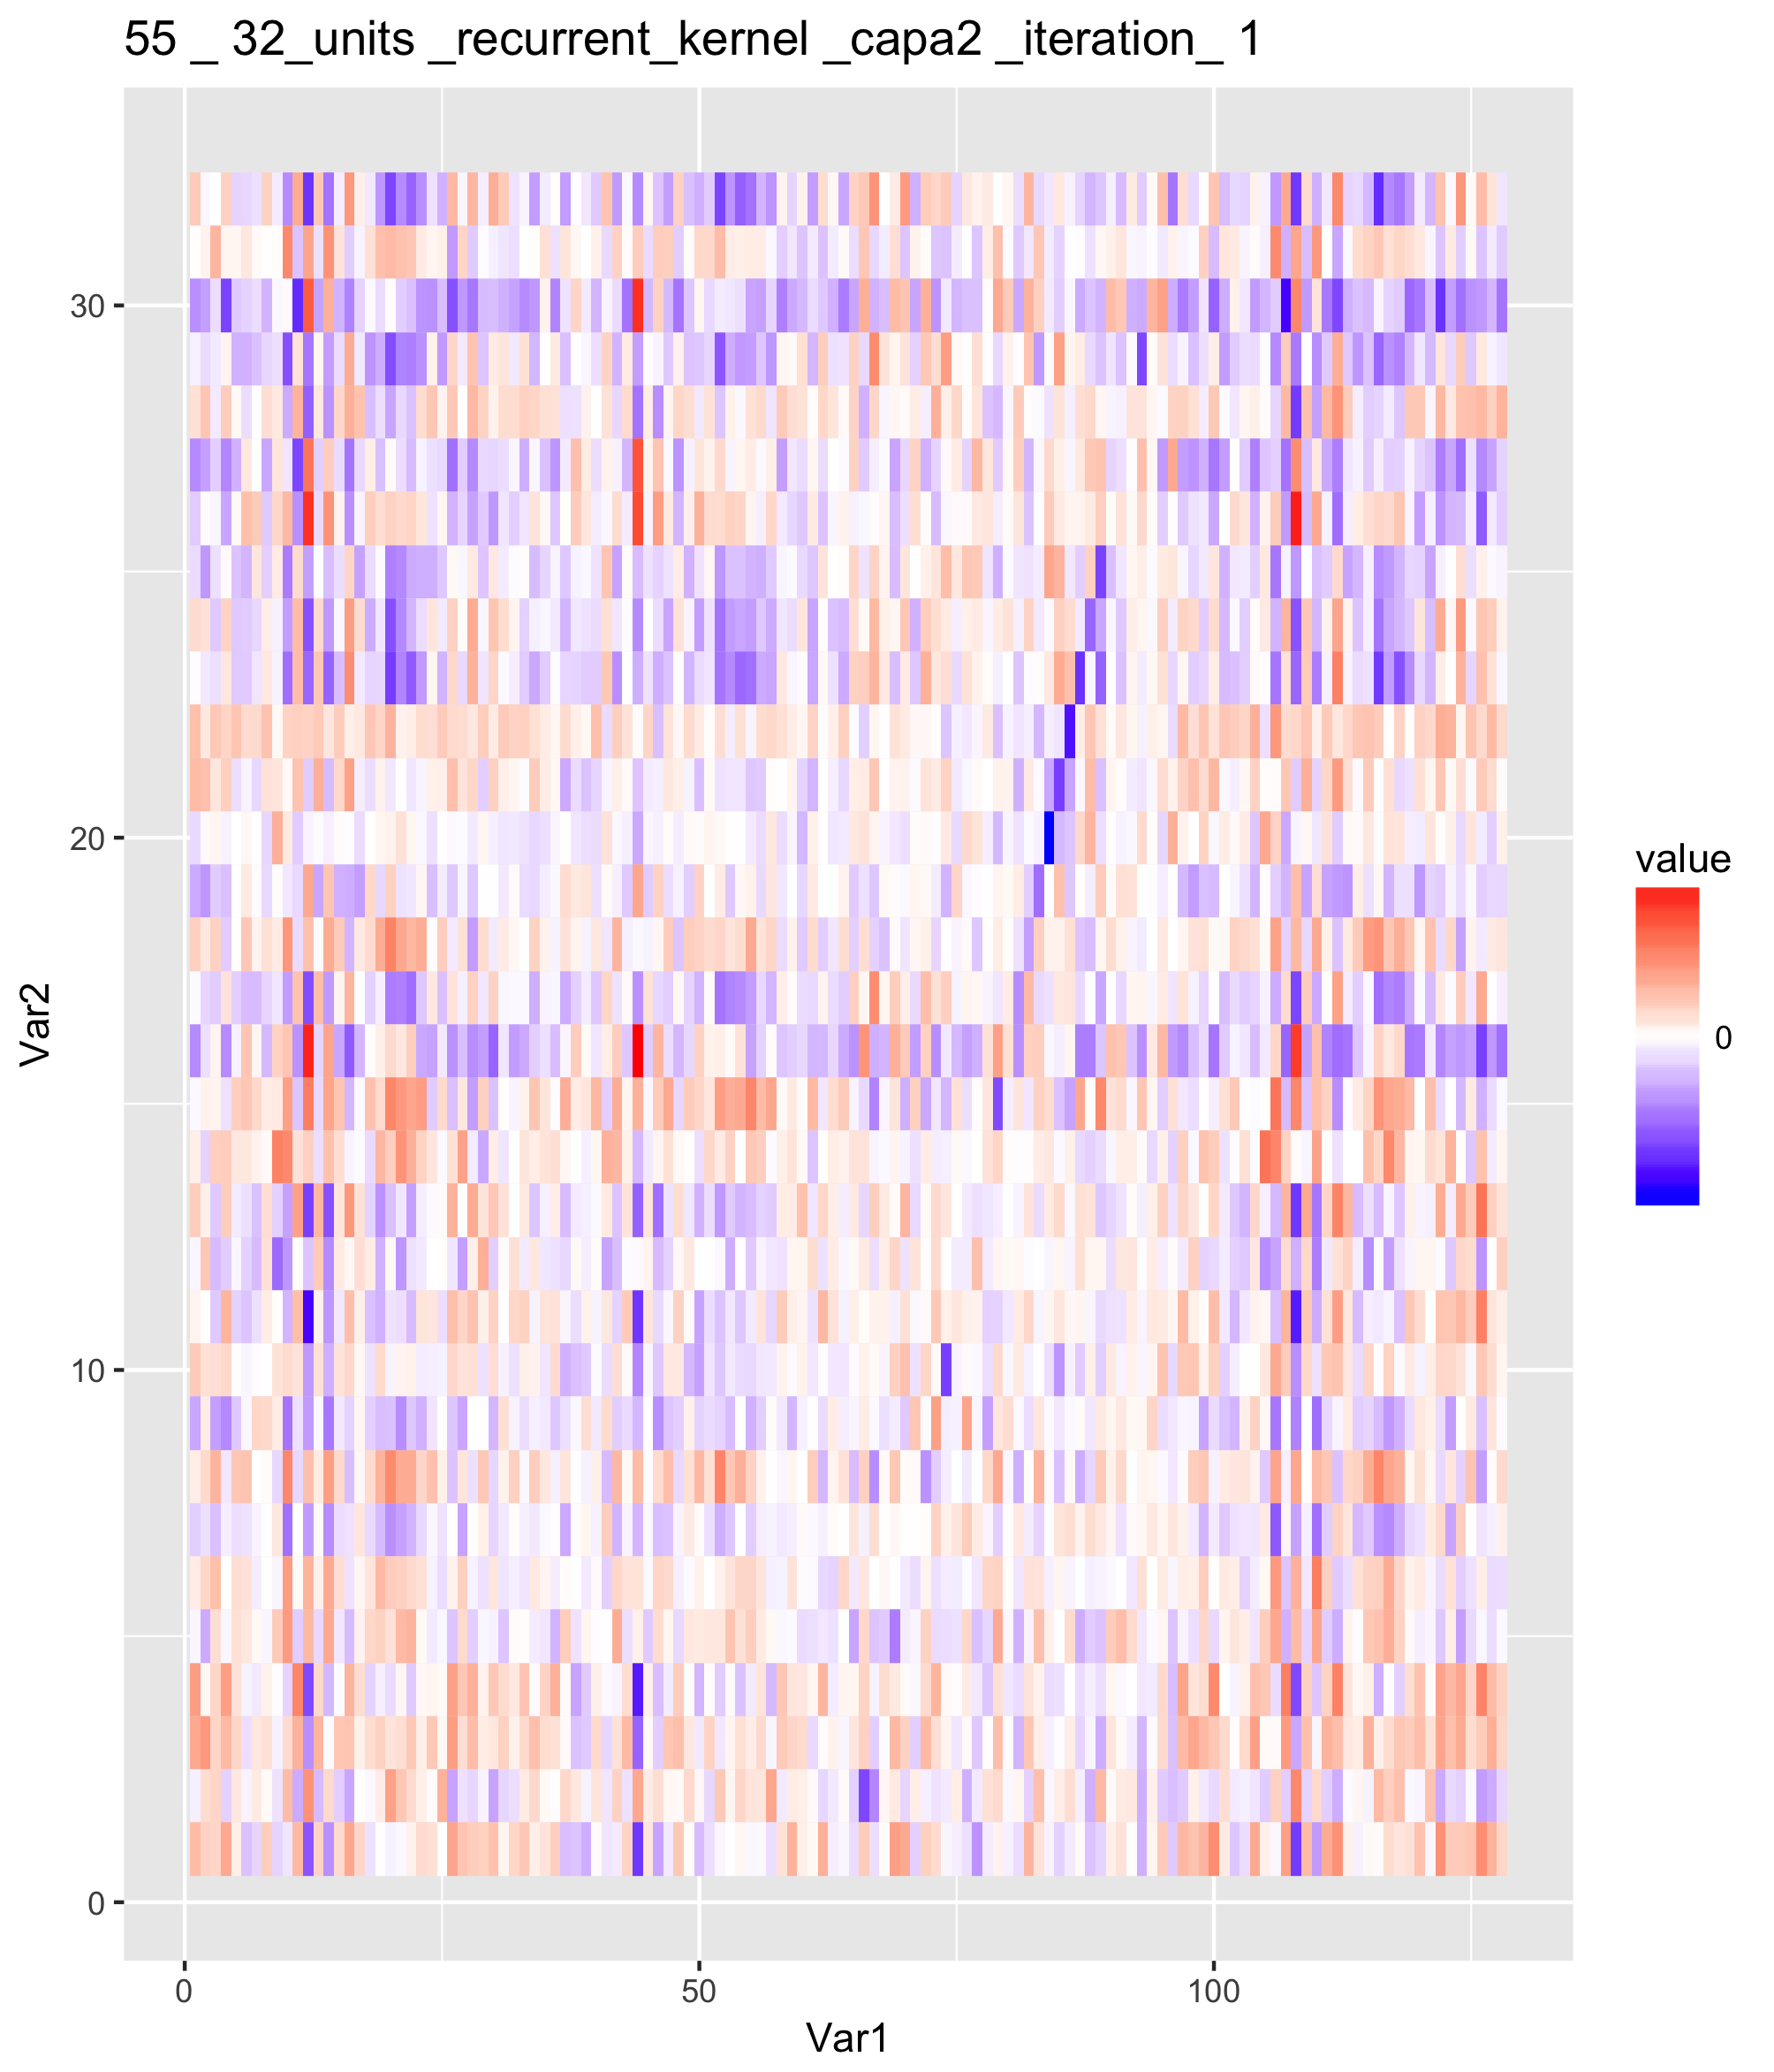 55 _ 32_units _recurrent_kernel _capa2 _iteration_ 1
30
20
10
0
Var2
0
50
100
Var1
value
0